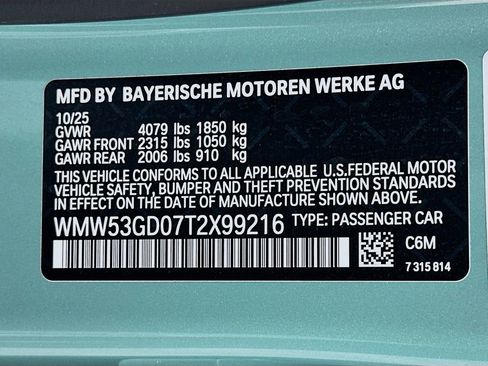 MFD BY BAYERISCHE MOTOREN WERKE AG
10/25
GVWR 4079 lbs 1850 kg
GAWR FRONT 2315 lbs 1050 kg
GAWR REAR 2006 lbs 910 kg
THIS VEHICLE CONFORMS TO ALL APPLICABLE U.S.FEDERAL MOTOR
VEHICLE SAFETY, BUMPER AND THEFT PREVENTION STANDARDS
IN EFFECT ON THE DATE OF MANUFACTURE SHOWN ABOVE.
WMW53GD07T2X99216 TYPE: PASSENGER CAR
C6M
7 315 814